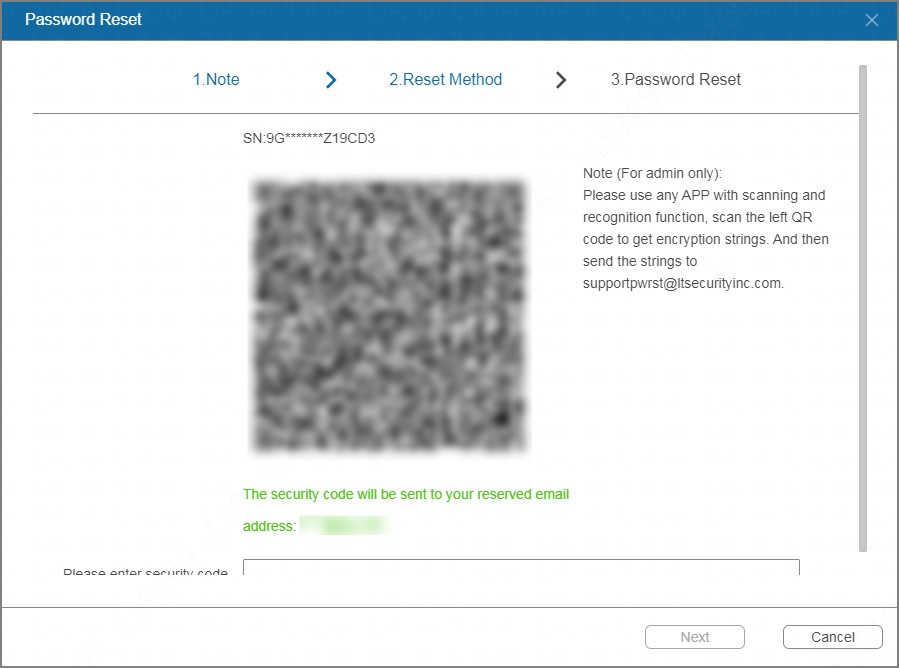 Password Reset
1.Note
2.Reset Method
3.Password Reset
SN:9G*******Z19CD3
Note (For admin only):
Please use any APP with scanning and
recognition function, scan the left QR
code to get encryption strings. And then
send the strings to
supportpwrst@ltsecurityinc.com.
The security code will be sent to your reserved email
address:
Please enter security code
Next
Cancel